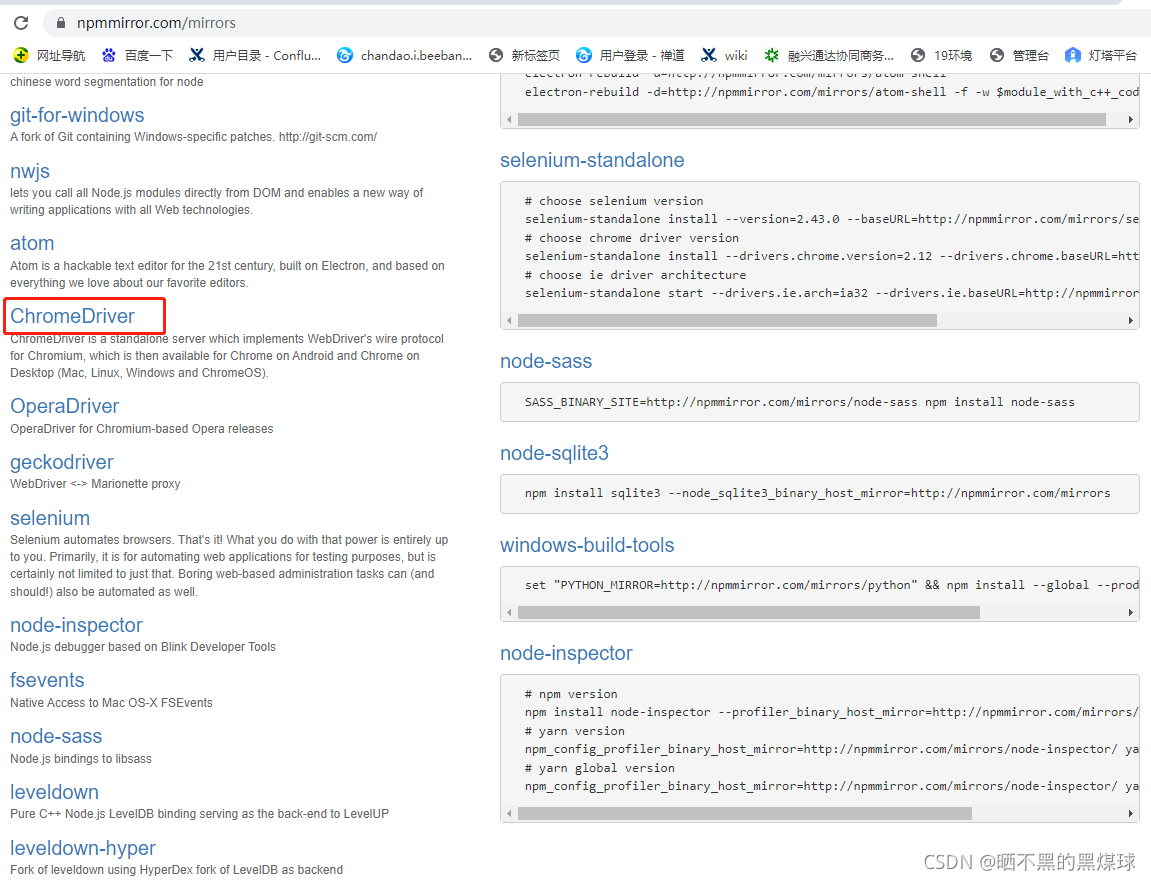 npmmirror.com/mirrors
网址导航 百度一下 用户目录 - Conflu... chandao.i.beeban... 新标签页 用户登录 - 禅道 wiki 融兴通达协同商务... 19环境 管理台 灯塔平台
chinese word segmentation for node
git-for-windows
A fork of Git containing Windows-specific patches. http://git-scm.com/
nwjs
lets you call all Node.js modules directly from DOM and enables a new way of
writing applications with all Web technologies.
atom
Atom is a hackable text editor for the 21st century, built on Electron, and based on
everything we love about our favorite editors.
ChromeDriver
ChromeDriver is a standalone server which implements WebDriver's wire protocol
for Chromium, which is then available for Chrome on Android and Chrome on
Desktop (Mac, Linux, Windows and ChromeOS).
OperaDriver
OperaDriver for Chromium-based Opera releases
geckodriver
WebDriver <-> Marionette proxy
selenium
Selenium automates browsers. That's it! What you do with that power is entirely up
to you. Primarily, it is for automating web applications for testing purposes, but is
certainly not limited to just that. Boring web-based administration tasks can (and
should!) also be automated as well.
node-inspector
Node.js debugger based on Blink Developer Tools
fsevents
Native Access to Mac OS-X FSEvents
node-sass
Node.js bindings to libsass
leveldown
Pure C++ Node.js LevelDB binding serving as the back-end to LevelUP
leveldown-hyper
Fork of leveldown using HyperDex fork of LevelDB as backend
electron-rebuild -d=http://npmmirror.com/mirrors/atom-shell
electron-rebuild -d=http://npmmirror.com/mirrors/atom-shell -f -w $module_with_c++_cod
selenium-standalone
# choose selenium version
selenium-standalone install --version=2.43.0 --baseURL=http://npmmirror.com/mirrors/se
# choose chrome driver version
selenium-standalone install --drivers.chrome.version=2.12 --drivers.chrome.baseURL=htt
# choose ie driver architecture
selenium-standalone start --drivers.ie.arch=ia32 --drivers.ie.baseURL=http://npmmirror
node-sass
SASS_BINARY_SITE=http://npmmirror.com/mirrors/node-sass npm install node-sass
node-sqlite3
npm install sqlite3 --node_sqlite3_binary_host_mirror=http://npmmirror.com/mirrors
windows-build-tools
set "PYTHON_MIRROR=http://npmmirror.com/mirrors/python" && npm install --global --prod
node-inspector
# npm version
npm install node-inspector --profiler_binary_host_mirror=http://npmmirror.com/mirrors/
# yarn version
npm_config_profiler_binary_host_mirror=http://npmmirror.com/mirrors/node-inspector/ ya
# yarn global version
npm_config_profiler_binary_host_mirror=http://npmmirror.com/mirrors/node-inspector/ ya
CSDN @晒不黑的黑煤球